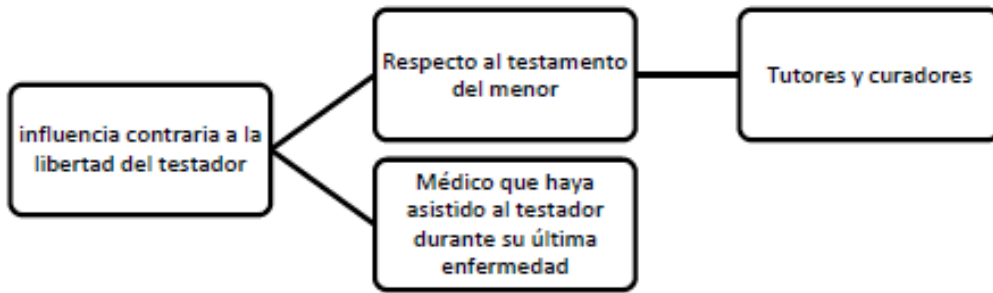 influencia contraria a la
libertad del testador
Respecto al testamento
del menor
Tutores y curadores
Médico que haya
asistido al testador
durante su última
enfermedad